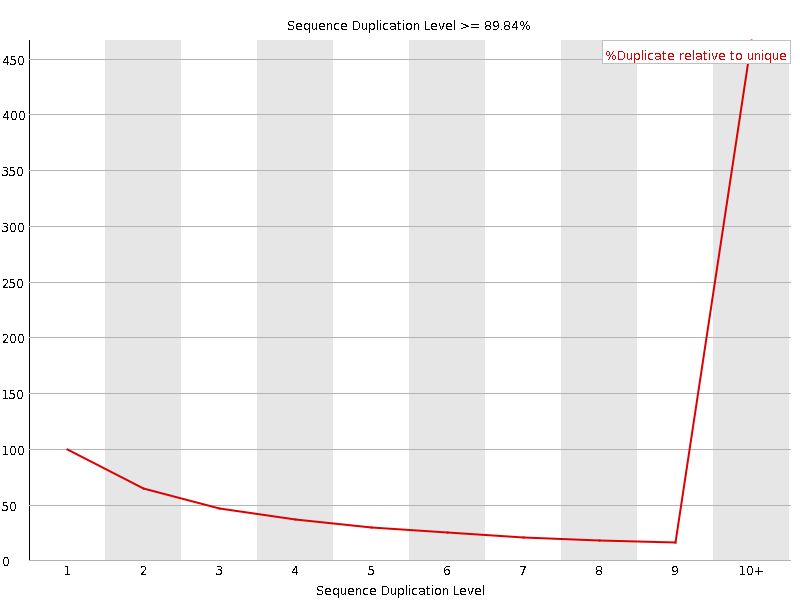 Sequence Duplication Level >= 89.84%
%Duplicate relative to unique
450
400
350
300
250
200
150
100
50
0
1 2 3 4 5 6 7 8 9 10+
Sequence Duplication Level